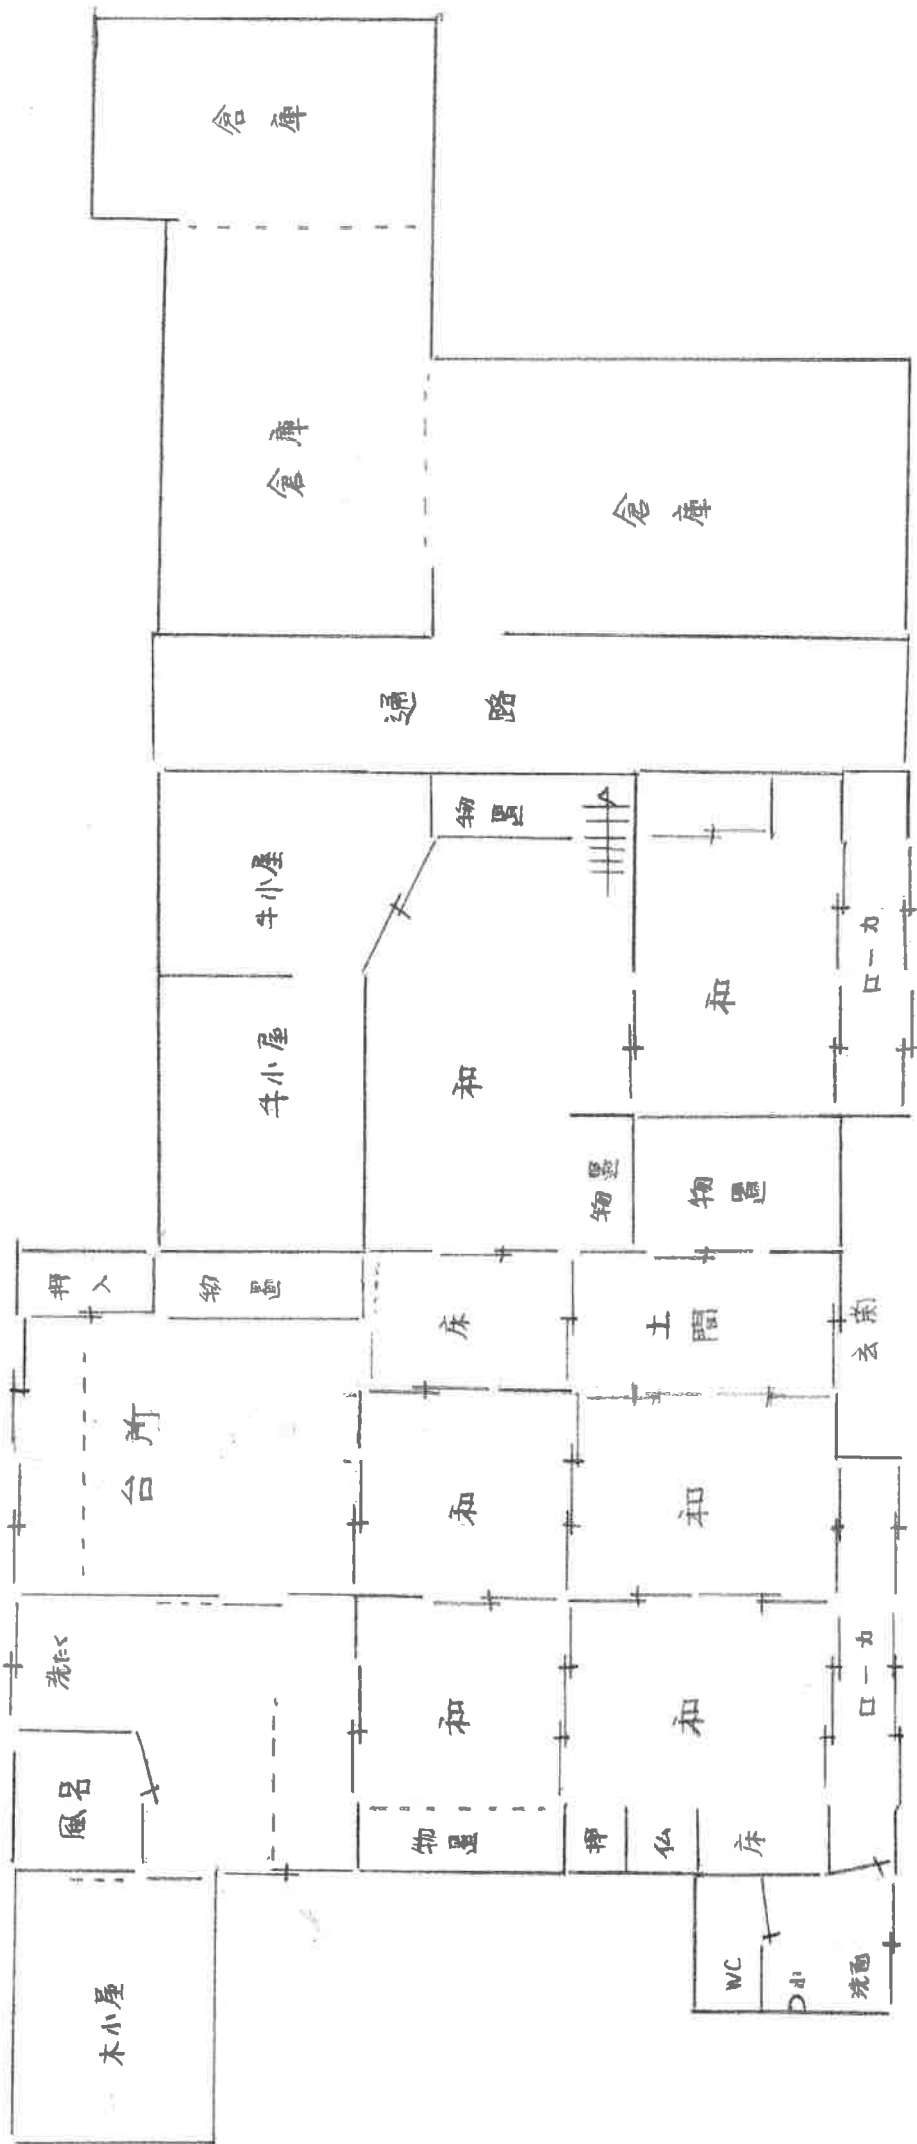 倉庫
倉庫
倉庫
通路
牛小屋
物置
牛小屋
和
和
ローカ
物置
物置
押入
物置
床
土間
玄関
台所
和
和
洗たく
風呂
和
和
ローカ
物置
押
仏
床
木小屋
WC
小
洗面